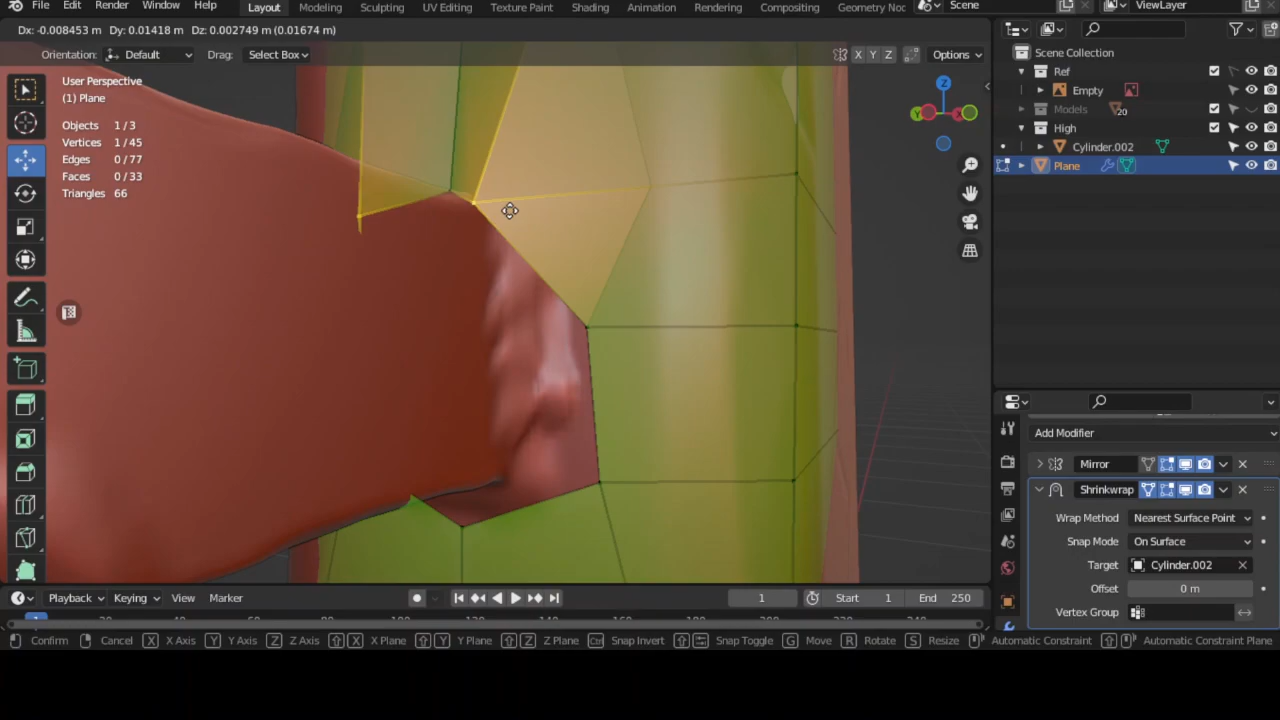 File Edit Render Window Help Layout Modeling Sculpting UV Editing Texture Paint Shading Animation Rendering Compositing Geometry Noc Scene ViewLayer
Dx: -0.008453 m Dy: 0.01418 m Dz: 0.002749 m (0.01674 m)
Orientation: Default Drag: Select Box X Y Z Options
User Perspective
(1) Plane
Objects 1/3
Vertices 1/45
Edges 0/77
Faces 0/33
Triangles 66
Z
Scene Collection
Ref
Empty
Models 20
High
Cylinder.002
Plane
Add Modifier
Mirror
Shrinkwrap
Wrap Method Nearest Surface Point
Snap Mode On Surface
Target Cylinder.002
Offset 0 m
Vertex Group
Playback Keying View Marker 1 Start 1 End 250
Confirm Cancel X X Axis Y Y Axis Z Z Axis X X Plane Y Y Plane Z Z Plane Ctrl Snap Invert Snap Toggle G Move R Rotate S Resize Automatic Constraint Automatic Constraint Plane